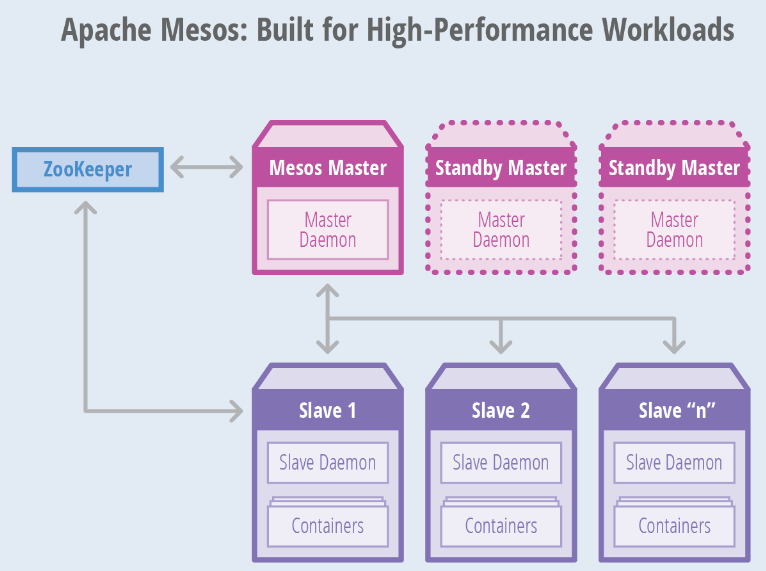 Apache Mesos: Built for High-Performance Workloads
ZooKeeper
Mesos Master
Standby Master
Standby Master
Master
Daemon
Master
Daemon
Master
Daemon
Slave 1
Slave 2
Slave “n”
Slave Daemon
Slave Daemon
Slave Daemon
Containers
Containers
Containers